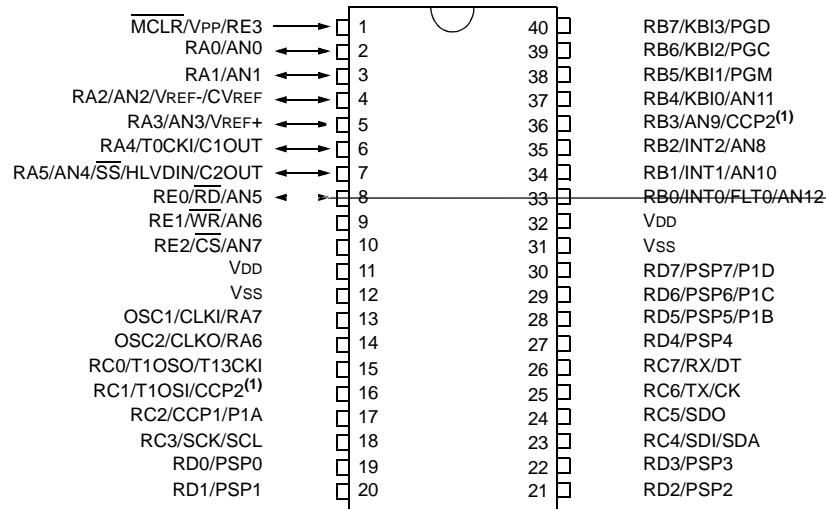 M̅C̅L̅R̅/VPP/RE3 1 40 RB7/KBI3/PGD
RA0/AN0 2 39 RB6/KBI2/PGC
RA1/AN1 3 38 RB5/KBI1/PGM
RA2/AN2/VREF-/CVREF 4 37 RB4/KBI0/AN11
RA3/AN3/VREF+ 5 36 RB3/AN9/CCP2(1)
RA4/T0CKI/C1OUT 6 35 RB2/INT2/AN8
RA5/AN4/S̅S̅/HLVDIN/C2OUT 7 34 RB1/INT1/AN10
RE0/R̅D̅/AN5 8 33 RB0/INT0/FLT0/AN12
RE1/W̅R̅/AN6 9 32 VDD
RE2/C̅S̅/AN7 10 31 VSS
VDD 11 30 RD7/PSP7/P1D
VSS 12 29 RD6/PSP6/P1C
OSC1/CLKI/RA7 13 28 RD5/PSP5/P1B
OSC2/CLKO/RA6 14 27 RD4/PSP4
RC0/T1OSO/T13CKI 15 26 RC7/RX/DT
RC1/T1OSI/CCP2(1) 16 25 RC6/TX/CK
RC2/CCP1/P1A 17 24 RC5/SDO
RC3/SCK/SCL 18 23 RC4/SDI/SDA
RD0/PSP0 19 22 RD3/PSP3
RD1/PSP1 20 21 RD2/PSP2